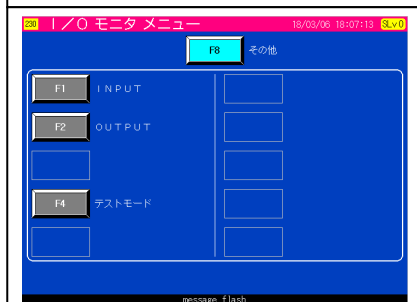 230 I/O モニタ メニュー 18/03/06 18:07:13 SLv0
F8 その他
F1 INPUT
F2 OUTPUT
F4 テストモード
message flash